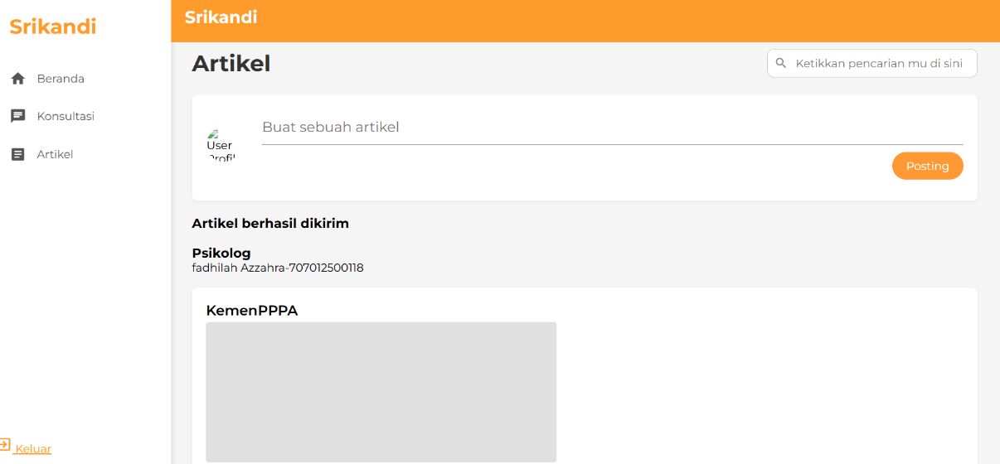 Srikandi
Beranda
Konsultasi
Artikel
Keluar
Srikandi
Artikel
Ketikkan pencarian mu di sini
User
Profil
Buat sebuah artikel
Posting
Artikel berhasil dikirim
Psikolog
fadhilah Azzahra-707012500118
KemenPPPA